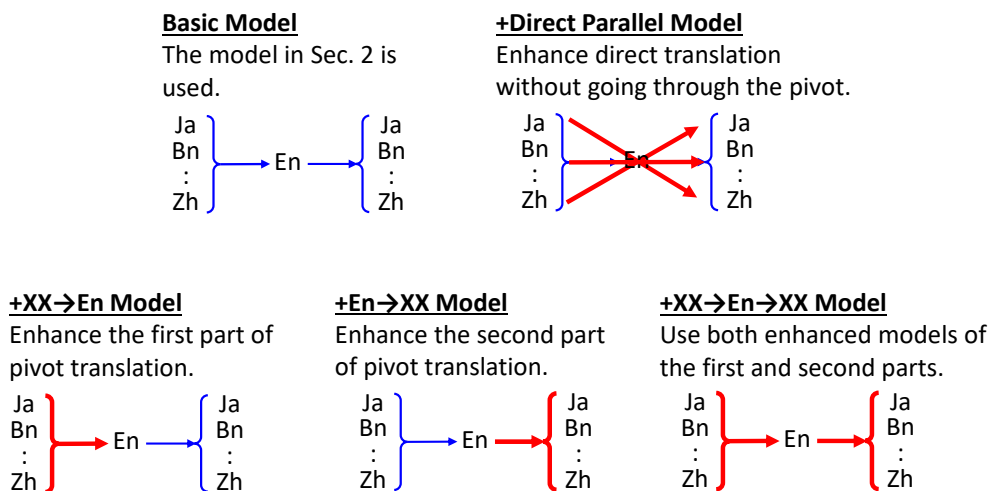 Basic Model
The model in Sec. 2 is
used.
Ja
Bn
:
Zh
En
Ja
Bn
:
Zh
+Direct Parallel Model
Enhance direct translation
without going through the pivot.
Ja
Bn
:
Zh
En
Ja
Bn
:
Zh
+XX→En Model
Enhance the first part of
pivot translation.
Ja
Bn
:
Zh
En
Ja
Bn
:
Zh
+En→XX Model
Enhance the second part
of pivot translation.
Ja
Bn
:
Zh
En
Ja
Bn
:
Zh
+XX→En→XX Model
Use both enhanced models of
the first and second parts.
Ja
Bn
:
Zh
En
Ja
Bn
:
Zh